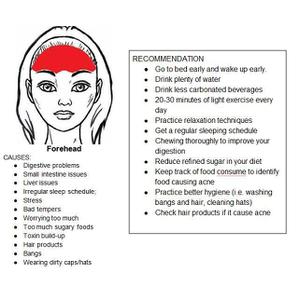 Forehead
CAUSES:
Digestive problems
Small intestine issues
Liver issues
Irregular sleep schedule;
Stress
Bad tempers
Worrying too much
Too much sugary foods
Toxin build-up
Hair products
Bangs
Wearing dirty caps/hats
RECOMMENDATION
Go to bed early and wake up early.
Drink plenty of water
Drink less carbonated beverages
20-30 minutes of light exercise every
day
Practice relaxation techniques
Get a regular sleeping schedule
Chewing thoroughly to improve your
digestion
Reduce refined sugar in your diet
Keep track of food consume to identify
food causing acne
Practice better hygiene (i.e. washing
bangs and hair, cleaning hats)
Check hair products if it cause acne